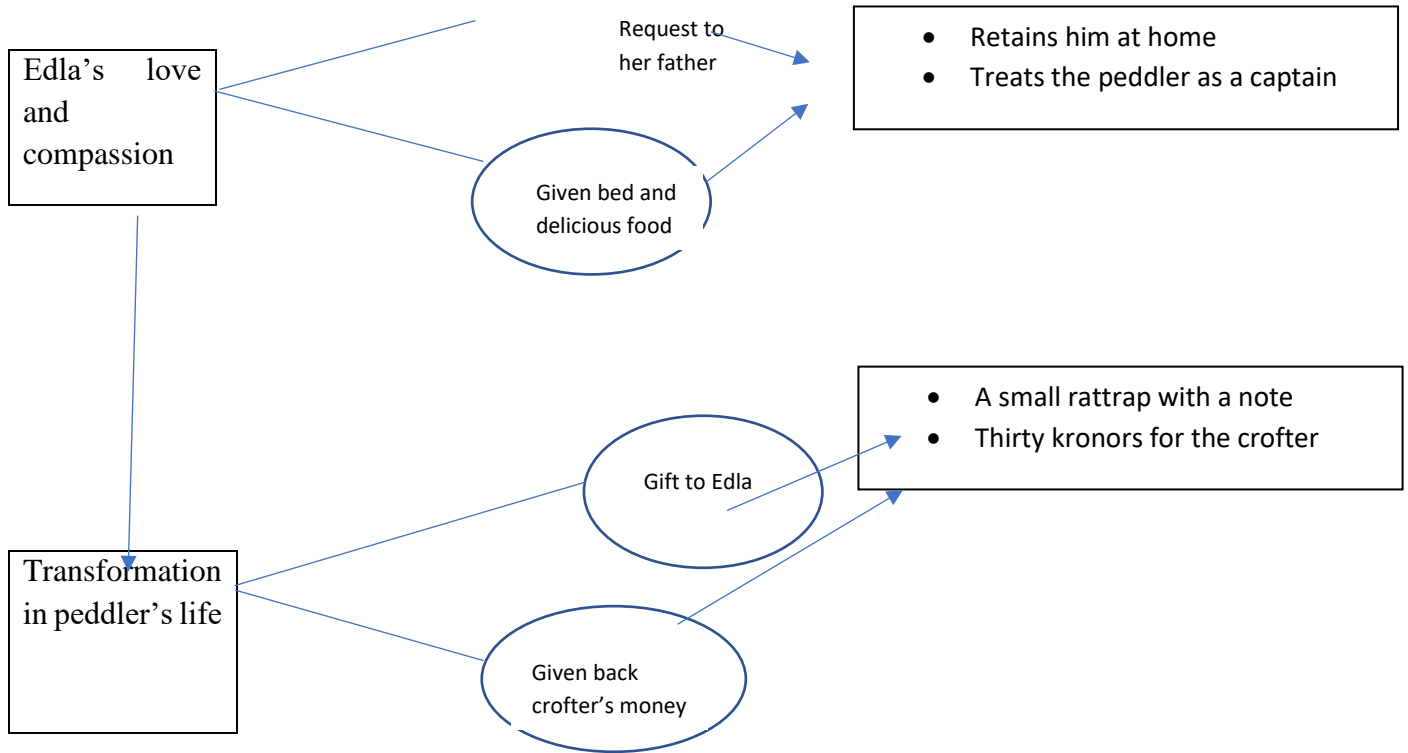 Edla’s love
and
compassion
Request to
her father
• Retains him at home
• Treats the peddler as a captain
Given bed and
delicious food
Transformation
in peddler’s life
Gift to Edla
• A small rattrap with a note
• Thirty kronors for the crofter
Given back
crofter’s money